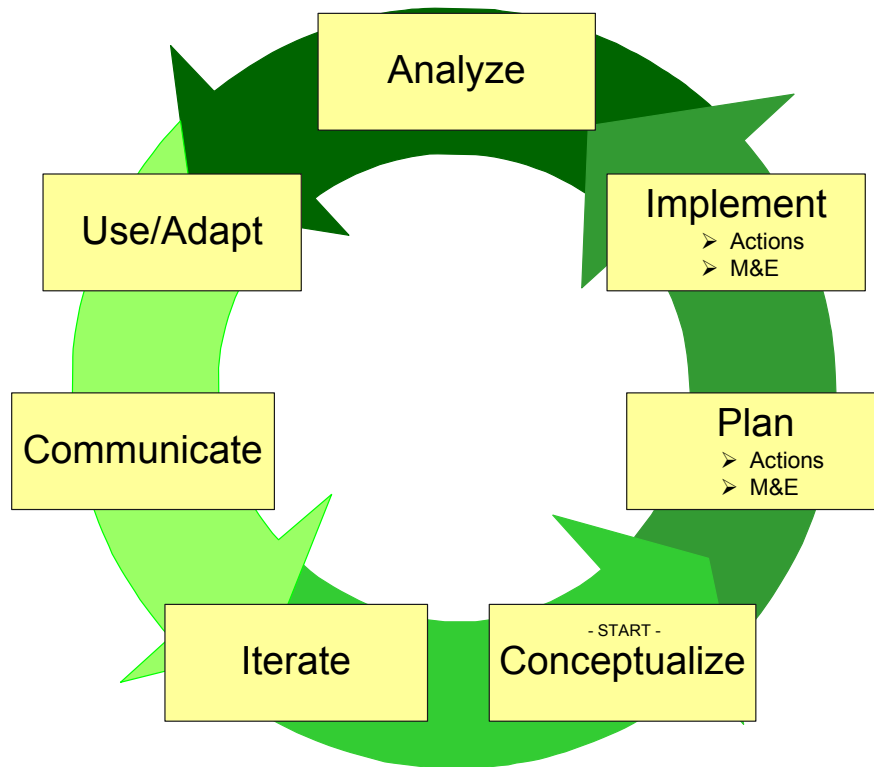 Analyze
Use/Adapt
Implement
➢ Actions
➢ M&E
Communicate
Plan
➢ Actions
➢ M&E
Iterate
- START -
Conceptualize